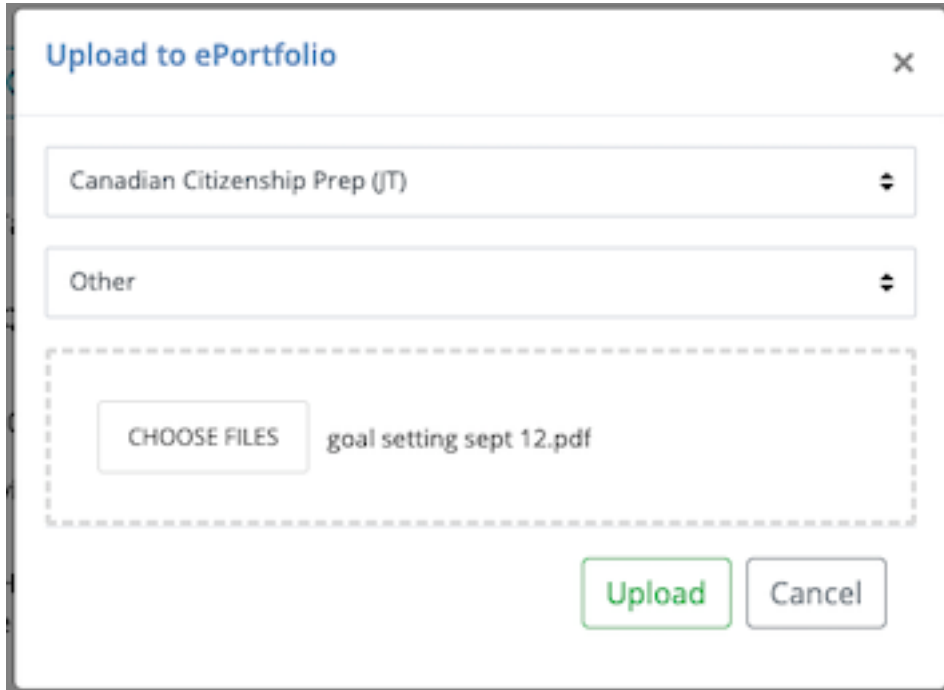 Upload to ePortfolio ×
Canadian Citizenship Prep (JT)
Other
CHOOSE FILES goal setting sept 12.pdf
Upload Cancel